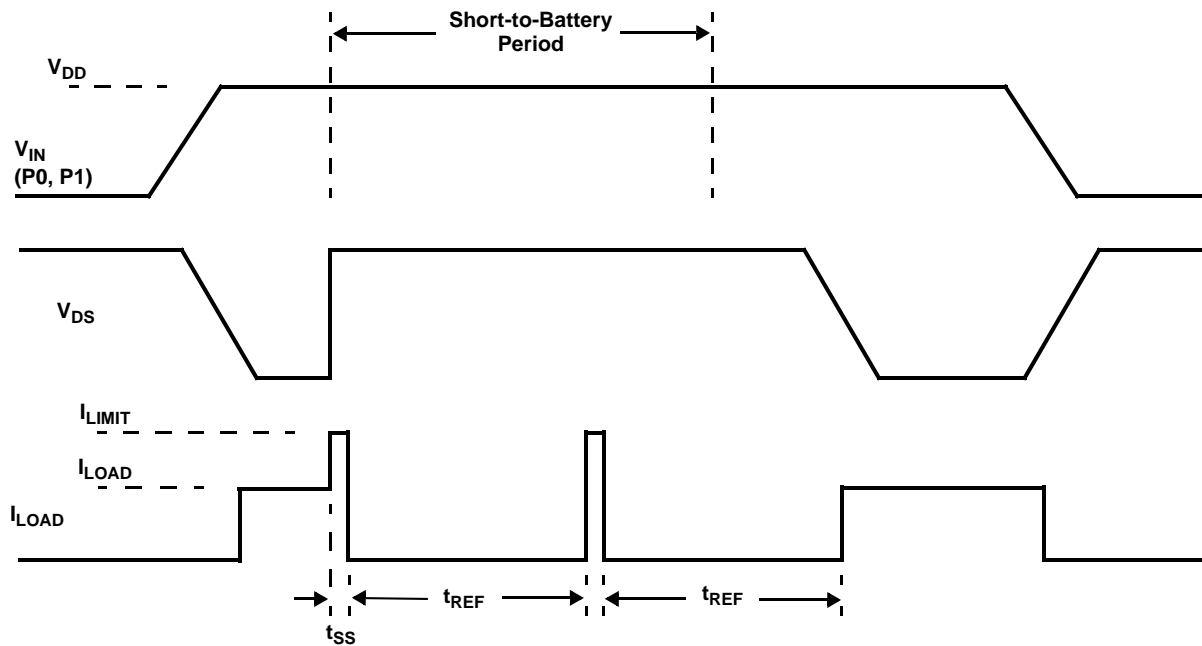 Short-to-Battery
Period
VDD
VIN
(P0, P1)
VDS
ILIMIT
ILOAD
ILOAD
tREF
tREF
tSS